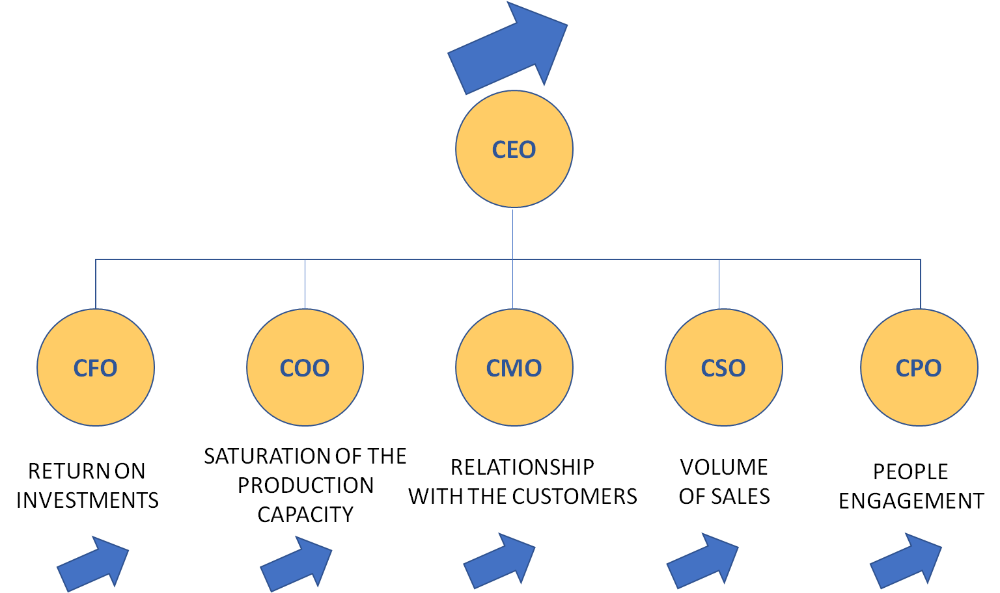 CEO
CFO
COO
CMO
CSO
CPO
RETURN ON
INVESTMENTS
SATURATION OF THE
PRODUCTION
CAPACITY
RELATIONSHIP
WITH THE CUSTOMERS
VOLUME
OF SALES
PEOPLE
ENGAGEMENT